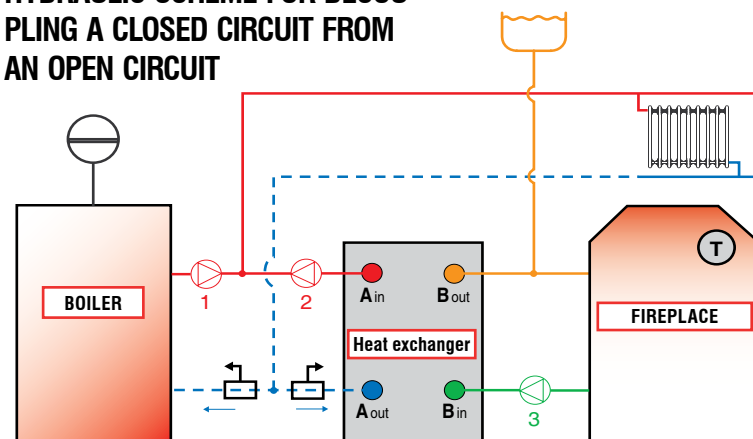 PLING A CLOSED CIRCUIT FROM
AN OPEN CIRCUIT
T
BOILER
1
2
A in
B out
FIREPLACE
Heat exchanger
A out
B in
3